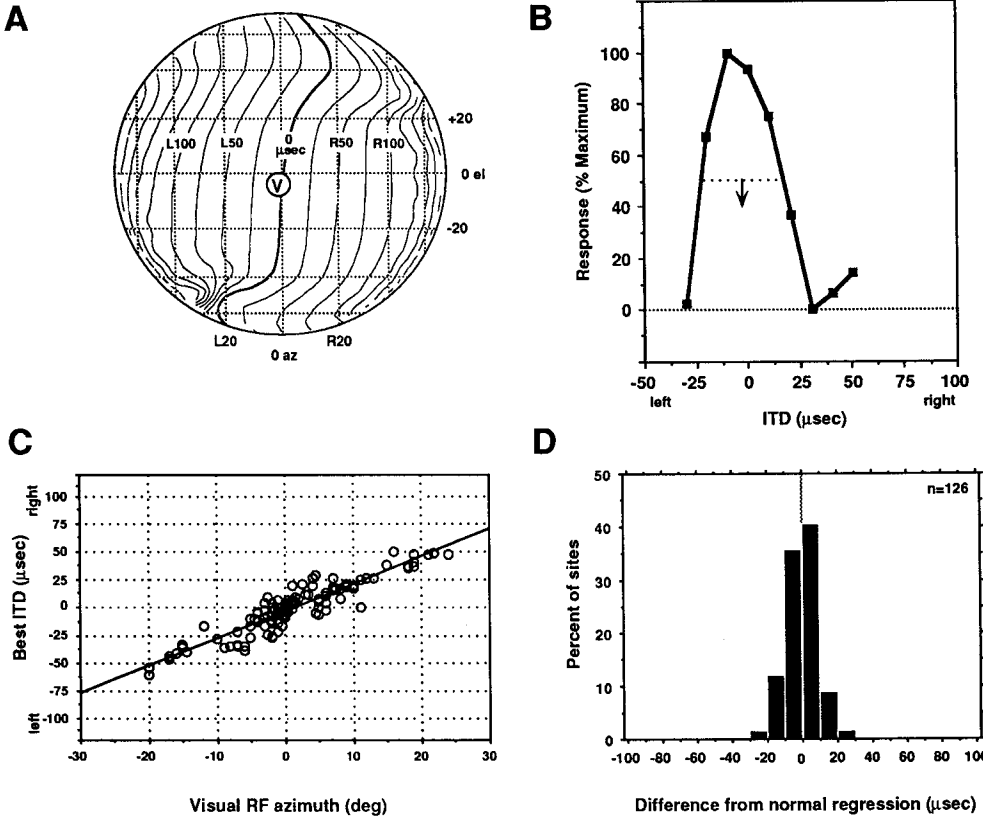 A
+20
L100 L50 0 µsec R50 R100
0 el
V
-20
L20 R20
0 az
B
Response (% Maximum)
100
80
60
40
20
0
-50 -25 0 25 50 75 100
left right
ITD (µsec)
C
Best ITD (µsec)
right
left
100
75
50
25
0
-25
-50
-75
-100
-30 -20 -10 0 10 20 30
Visual RF azimuth (deg)
D
n=126
Percent of sites
50
40
30
20
10
0
-100 -80 -60 -40 -20 0 20 40 60 80 100
Difference from normal regression (µsec)